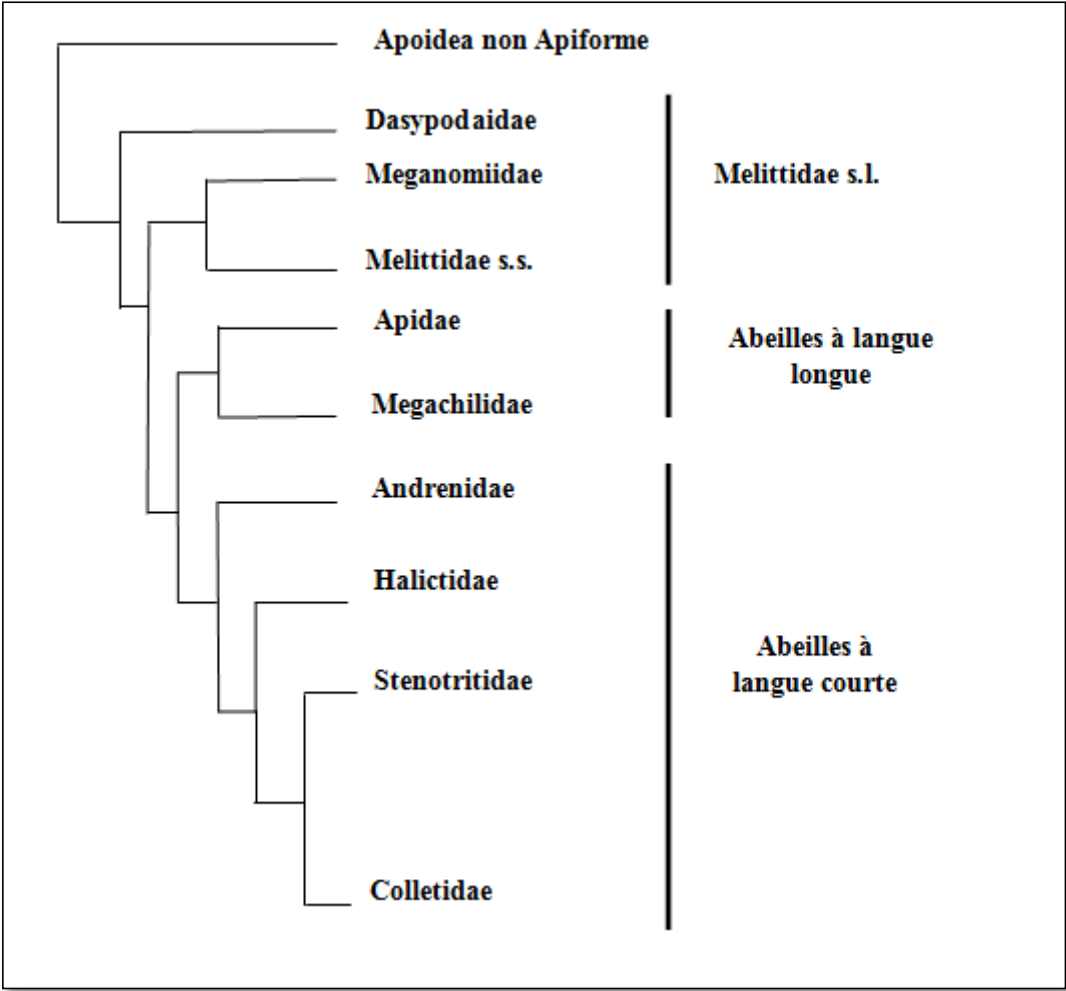 Apoidea non Apiforme
Dasypodaidae
Meganomiidae
Melittidae s.l.
Melittidae s.s.
Apidae
Abeilles à langue
longue
Megachilidae
Andrenidae
Halictidae
Abeilles à
langue courte
Stenotritidae
Colletidae